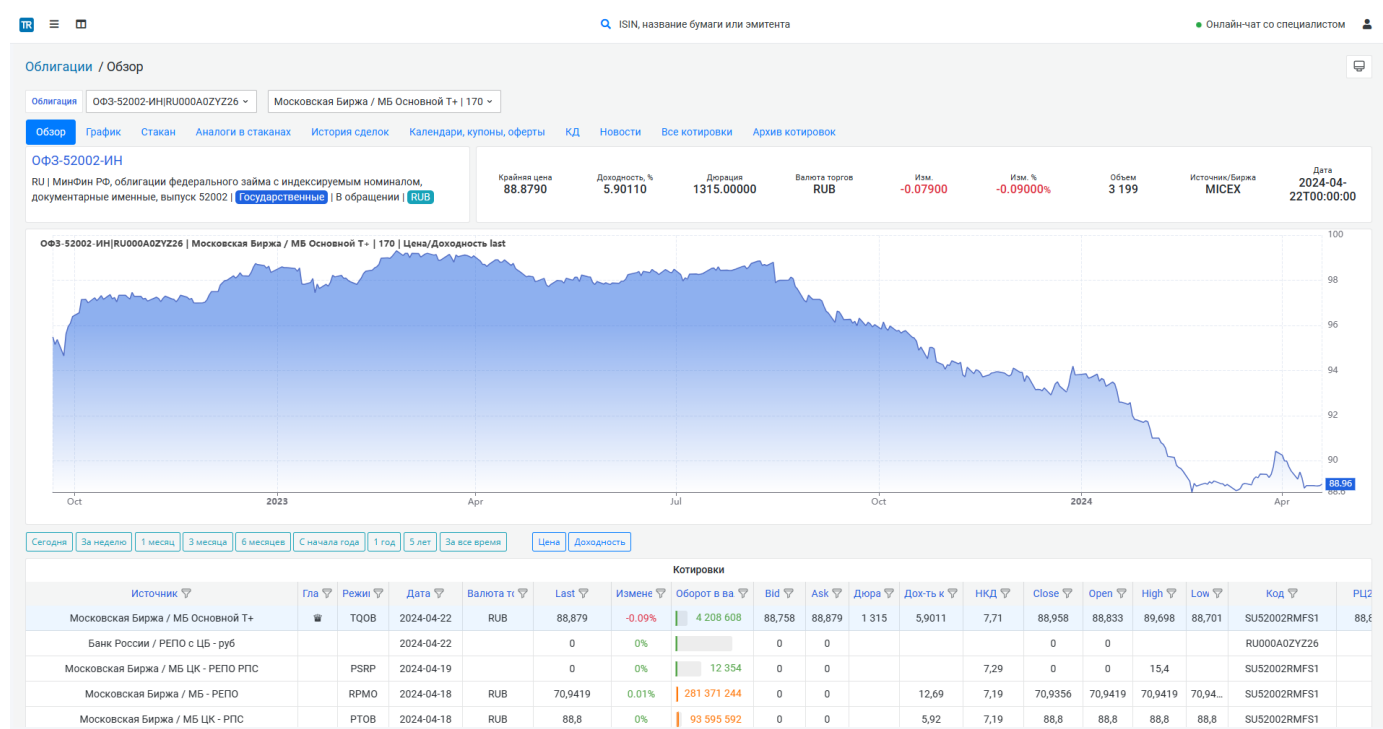 TR ISIN, название бумаги или эмитента Онлайн-чат со специалистом
Облигации / Обзор
Облигация ОФЗ-52002-ИН|RU000A0ZYZ26 Московская Биржа / МБ Основной Т+ | 170
Обзор График Стакан Аналоги в стаканах История сделок Календари, купоны, оферты КД Новости Все котировки Архив котировок
ОФЗ-52002-ИН
RU | МинФин РФ, облигации федерального займа с индексируемым номиналом,
документарные именные, выпуск 52002 | Государственные | В обращении | RUB
Крайняя цена Доходность, % Дюрация Валюта торгов Изм. Изм. % Объем Источник/Биржа Дата
88.8790 5.90110 1315.00000 RUB -0.07900 -0.09000% 3 199 MICEX 2024-04-
22T00:00:00
ОФЗ-52002-ИН|RU000A0ZYZ26 | Московская Биржа / МБ Основной Т+ | 170 | Цена/Доходность last
100
98
96
94
92
90
88.96
88.6
Oct 2023 Apr Jul Oct 2024 Apr
Сегодня За неделю 1 месяц 3 месяца 6 месяцев С начала года 1 год 5 лет За все время Цена Доходность
Котировки
Источник Гла Режи Дата Валюта то Last Измене Оборот в ва. Bid Ask Дюра Дох-ть к НКД Close Open High Low Код РЦ2
Московская Биржа / МБ Основной Т+ TQOB 2024-04-22 RUB 88,879 -0.09% 4 208 608 88,758 88,879 1 315 5,9011 7,71 88,958 88,833 89,698 88,701 SU52002RMFS1 88,8
Банк России / РЕПО с ЦБ - руб 2024-04-22 0 0% 0 0 0 0 RU000A0ZYZ26
Московская Биржа / МБ ЦК - РЕПО РПС PSRP 2024-04-19 0 0% 12 354 0 0 7,29 0 0 15,4 SU52002RMFS1
Московская Биржа / МБ - РЕПО RPMO 2024-04-18 RUB 70,9419 0.01% 281 371 244 0 0 12,69 7,19 70,9356 70,9419 70,9419 70,94... SU52002RMFS1
Московская Биржа / МБ ЦК - РПС PTOB 2024-04-18 RUB 88,8 0% 93 595 592 0 0 5,92 7,19 88,8 88,8 88,8 88,8 SU52002RMFS1